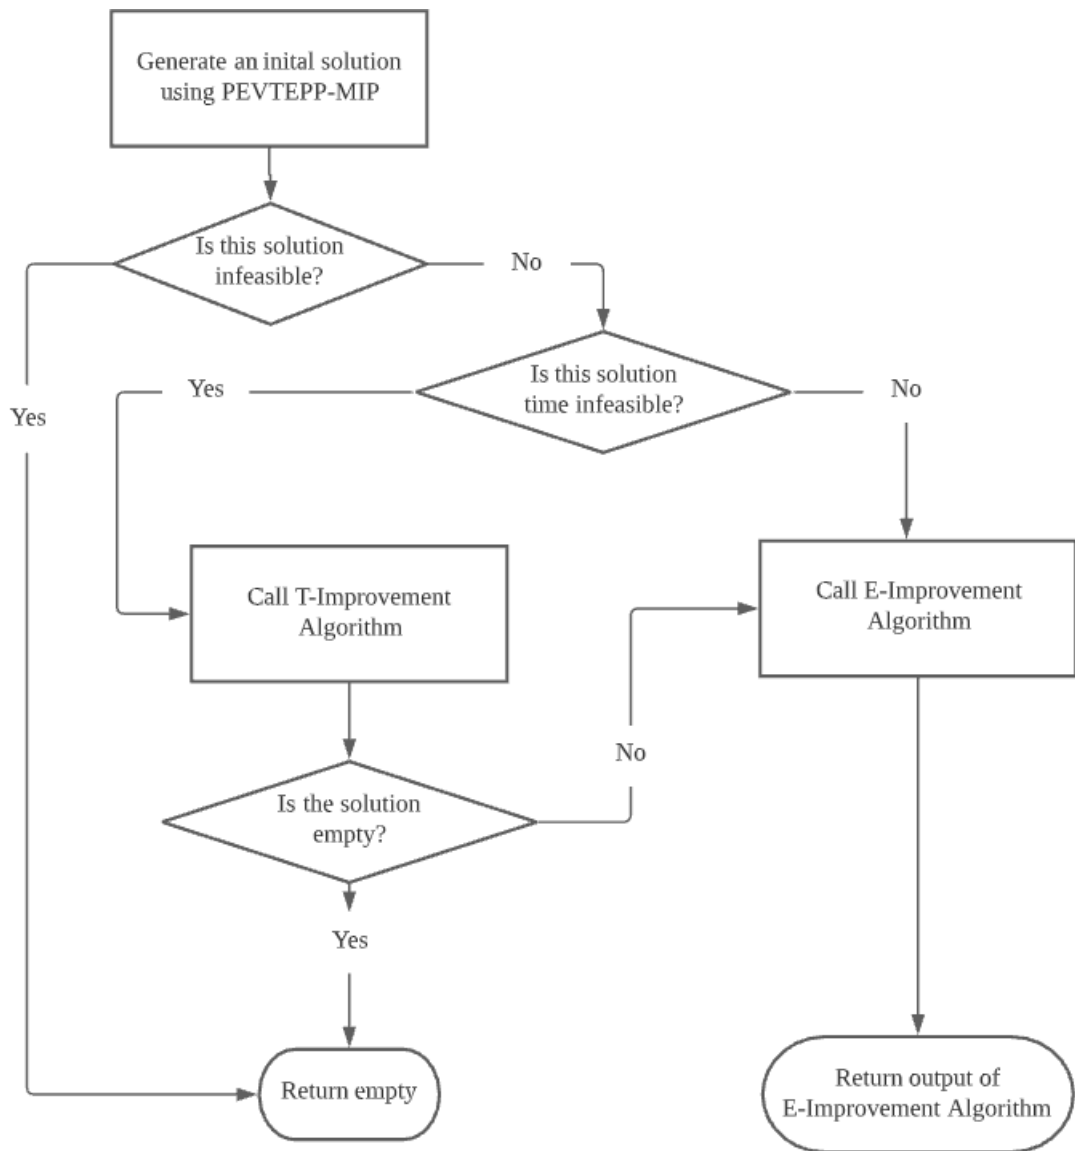 Generate an inital solution
using PEVTEPP-MIP
Is this solution
infeasible?
No
Is this solution
time infeasible?
Yes
No
Yes
Call T-Improvement
Algorithm
Call E-Improvement
Algorithm
No
Is the solution
empty?
Yes
Return empty
Return output of
E-Improvement Algorithm